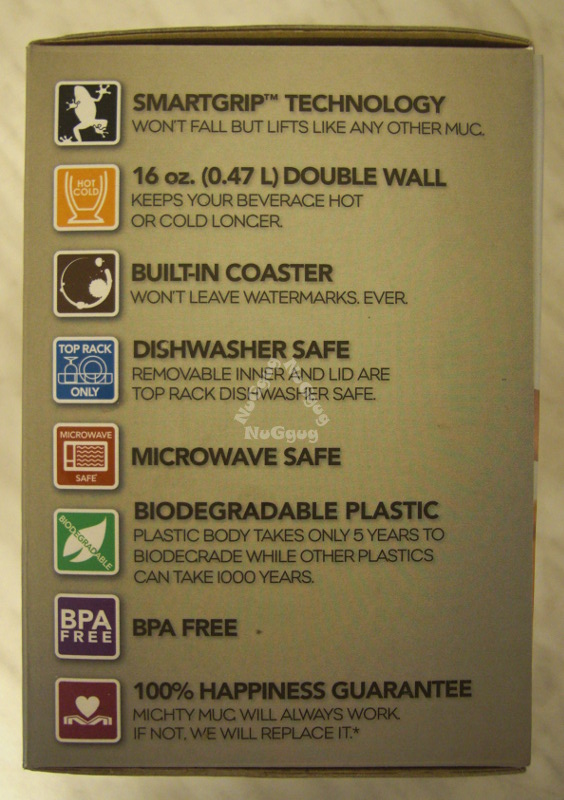 SMARTGRIP™ TECHNOLOGY
WON'T FALL BUT LIFTS LIKE ANY OTHER MUG.
HOT
COLD
16 oz. (0.47 L) DOUBLE WALL
KEEPS YOUR BEVERAGE HOT
OR COLD LONGER.
BUILT-IN COASTER
WON'T LEAVE WATERMARKS. EVER.
TOP RACK
ONLY
DISHWASHER SAFE
REMOVABLE INNER AND LID ARE
TOP RACK DISHWASHER SAFE.
NuGgug NuGgug
NuGgug
MICROWAVE
SAFE
MICROWAVE SAFE
BIODEGRADABLE
BIODEGRADABLE PLASTIC
PLASTIC BODY TAKES ONLY 5 YEARS TO
BIODEGRADE WHILE OTHER PLASTICS
CAN TAKE 1000 YEARS.
BPA
FREE
BPA FREE
100% HAPPINESS GUARANTEE
MIGHTY MUG WILL ALWAYS WORK.
IF NOT, WE WILL REPLACE IT.*